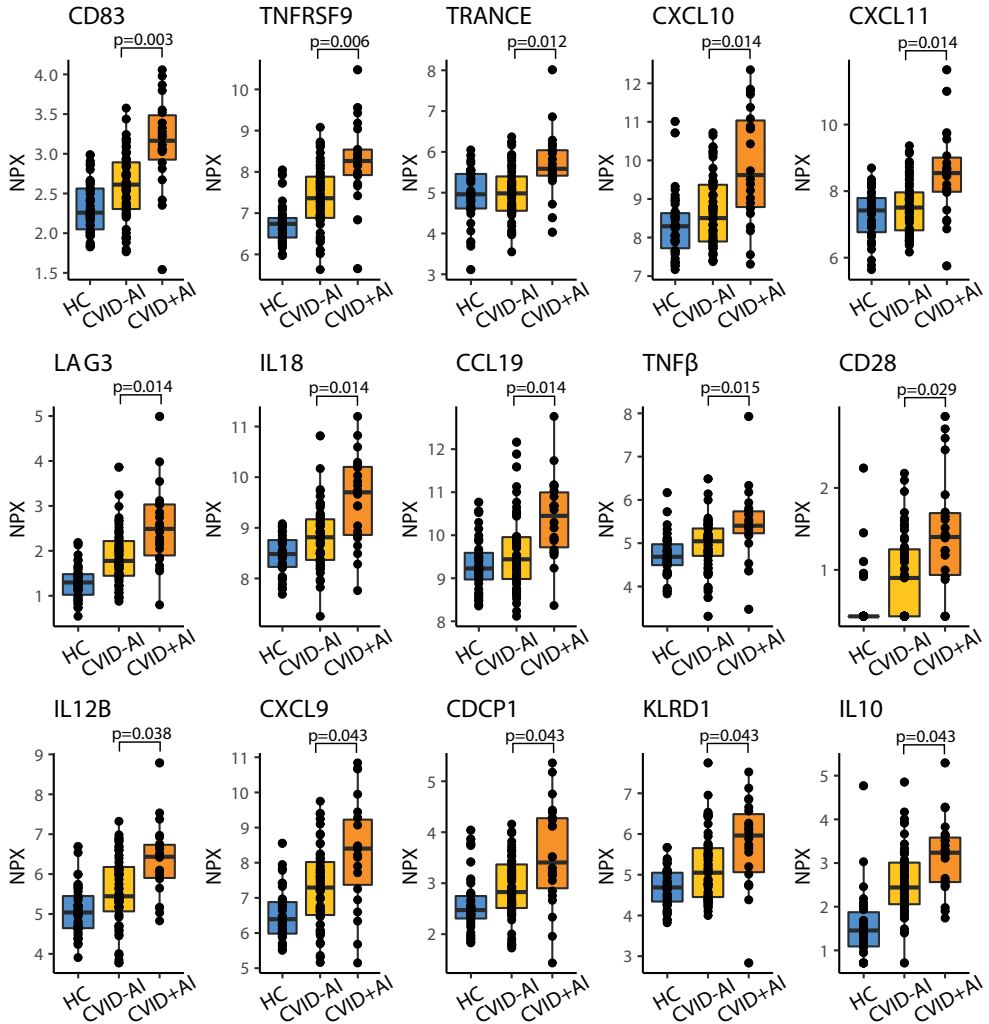 CD83 TNFRSF9 TRANCE CXCL10 CXCL11
p=0.003 p=0.006 p=0.012 p=0.014 p=0.014
NPX NPX NPX NPX NPX
4.0 3.5 3.0 2.5 2.0 1.5
10 9 8 7 6
8 7 6 5 4 3
12 11 10 9 8 7
10 8 6
HC CVID-AI CVID+AI HC CVID-AI CVID+AI HC CVID-AI CVID+AI HC CVID-AI CVID+AI HC CVID-AI CVID+AI
LAG3 IL18 CCL19 TNFβ CD28
p=0.014 p=0.014 p=0.014 p=0.015 p=0.029
NPX NPX NPX NPX NPX
5 4 3 2 1
11 10 9 8
12 11 10 9 8
8 7 6 5 4
2 1
HC CVID-AI CVID+AI HC CVID-AI CVID+AI HC CVID-AI CVID+AI HC CVID-AI CVID+AI HC CVID-AI CVID+AI
IL12B CXCL9 CDCP1 KLRD1 IL10
p=0.038 p=0.043 p=0.043 p=0.043 p=0.043
NPX NPX NPX NPX NPX
9 8 7 6 5 4
11 10 9 8 7 6 5
5 4 3 2
7 6 5 4 3
5 4 3 2 1
HC CVID-AI CVID+AI HC CVID-AI CVID+AI HC CVID-AI CVID+AI HC CVID-AI CVID+AI HC CVID-AI CVID+AI